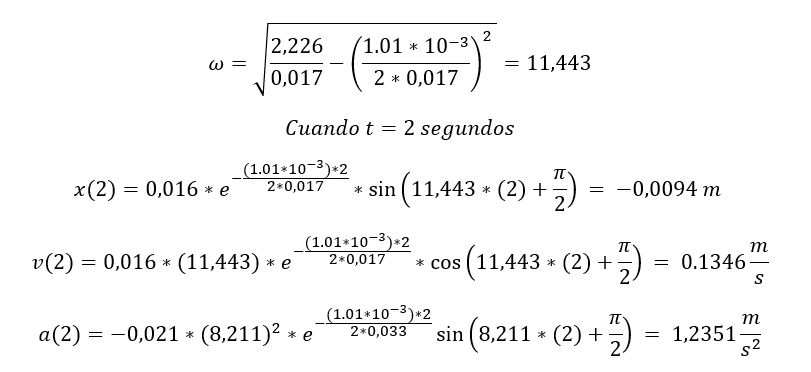 ω = √(2,226/0,017 − (1.01 * 10⁻³/2 * 0,017)²) = 11,443
Cuando t = 2 segundos
x(2) = 0,016 * e^(−(1.01*10⁻³)*2/2*0,017) * sin(11,443 * (2) + π/2) = −0,0094 m
v(2) = 0,016 * (11,443) * e^(−(1.01*10⁻³)*2/2*0,017) * cos(11,443 * (2) + π/2) = 0.1346 m/s
a(2) = −0,021 * (8,211)² * e^(−(1.01*10⁻³)*2/2*0,033) sin(8,211 * (2) + π/2) = 1,2351 m/s²